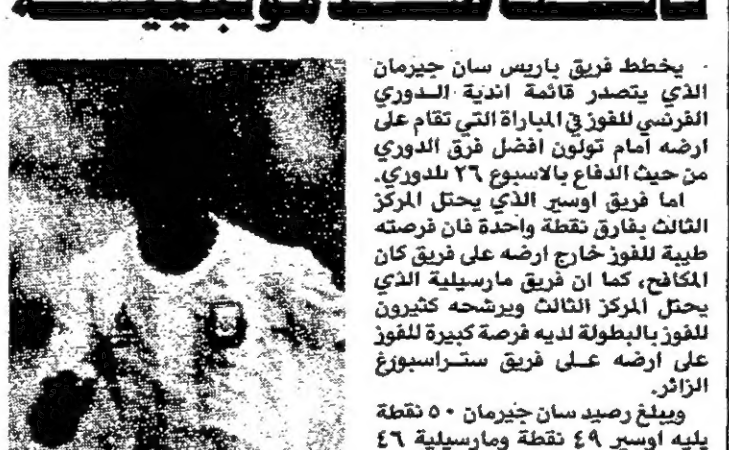 يخطط فريق باريس سان جيرمان
الذي يتصدر قائمة اندية الــدوري
الفرنسي للفوز في المباراة التي تقام على
ارضه امام تولون افضل فرق الدوري
من حيث الدفاع بالاسبوع ٢٦ للدوري.
اما فريق اوسير الذي يحتل المركز
الثالث بفارق نقطة واحدة فان فرصته
طيبة للفوز خارج ارضه على فريق كان
المكافح، كما ان فريق مارسيلية الذي
يحتل المركز الثالث ويرشحه كثيرون
للفوز بالبطولة لديه فرصة كبيرة للفوز
على ارضه عــلى فريق ستــراسبورغ
الزائر.
ويبلغ رصيد سان جيرمان ٥٠ نقطة
يليه اوسير ٤٩ نقطة ومارسيلية ٤٦